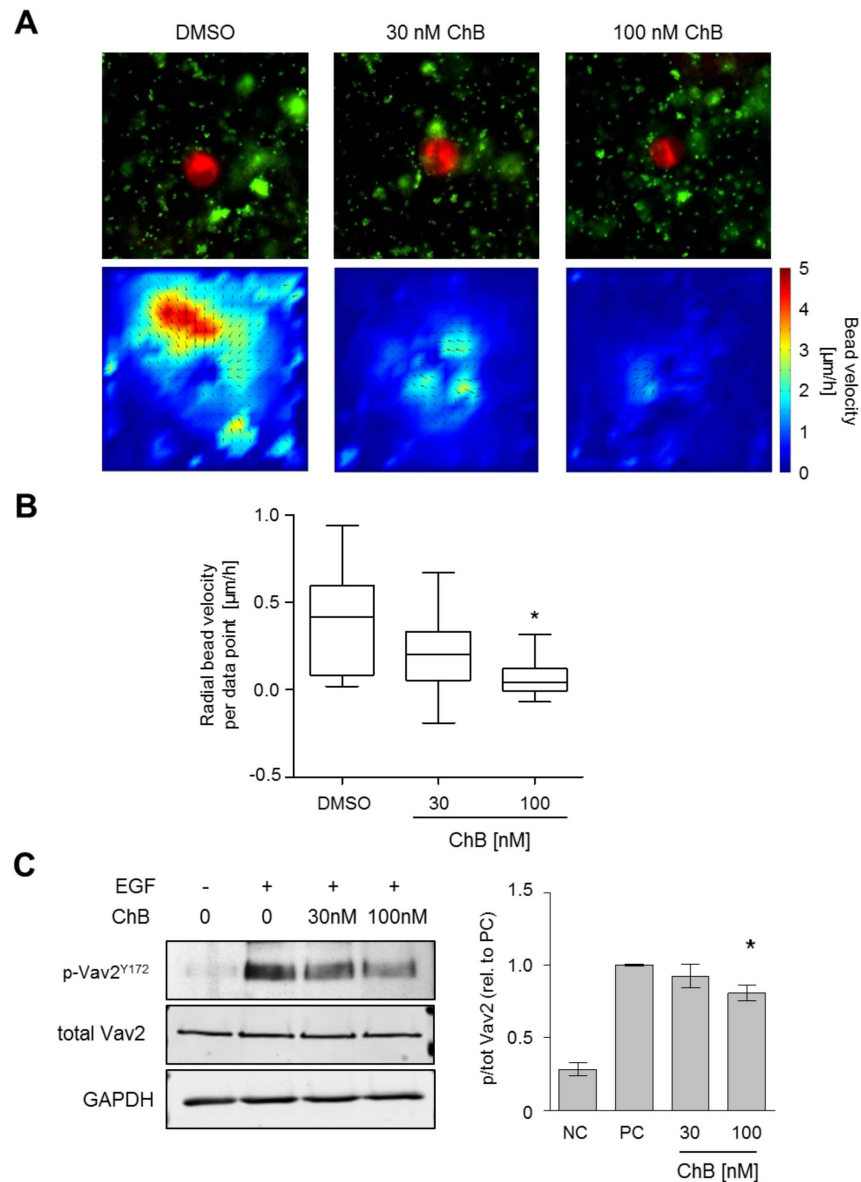 A
DMSO
30 nM ChB
100 nM ChB
5
4
3
2
1
0
Bead velocity
[µm/h]
B
Radial bead velocity
per data point [µm/h]
1.0
0.5
0.0
-0.5
*
DMSO
30
100
ChB [nM]
C
EGF - + + +
ChB 0 0 30nM 100nM
p-Vav2Y172
total Vav2
GAPDH
p/tot Vav2 (rel. to PC)
1.5
1.0
0.5
0
*
NC PC 30 100
ChB [nM]